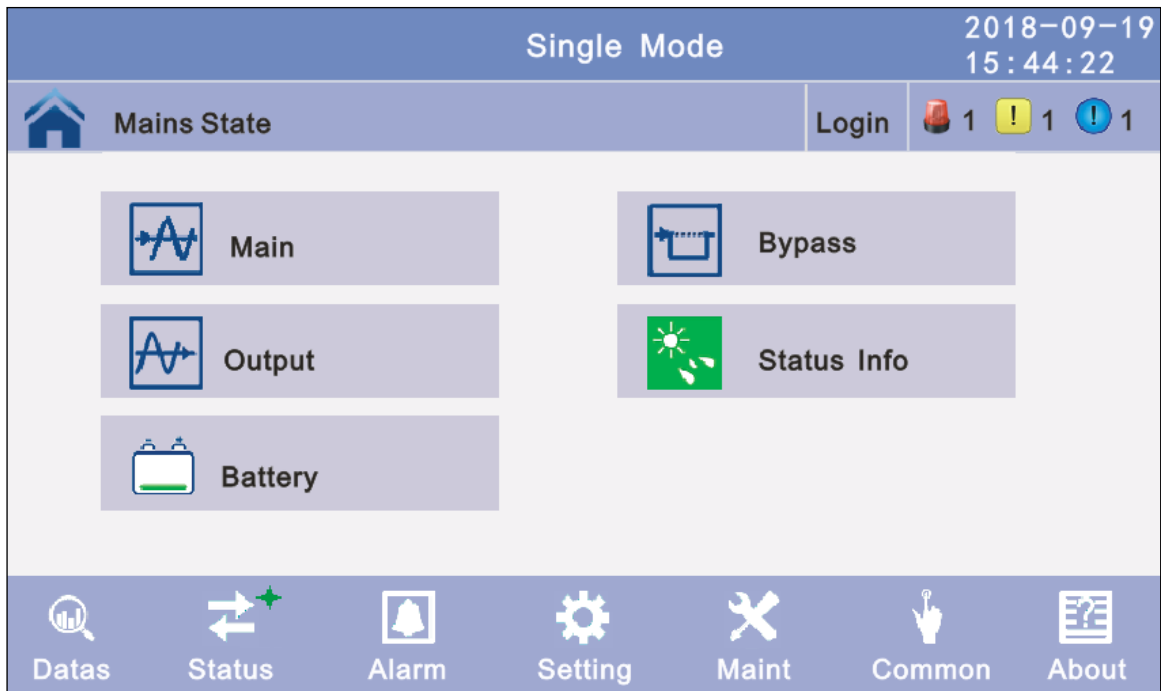 Single Mode
2018-09-19
15:44:22
Mains State
Login
1
! 1
! 1
Main
Bypass
Output
Status Info
Battery
?
Datas
Status
Alarm
Setting
Maint
Common
About